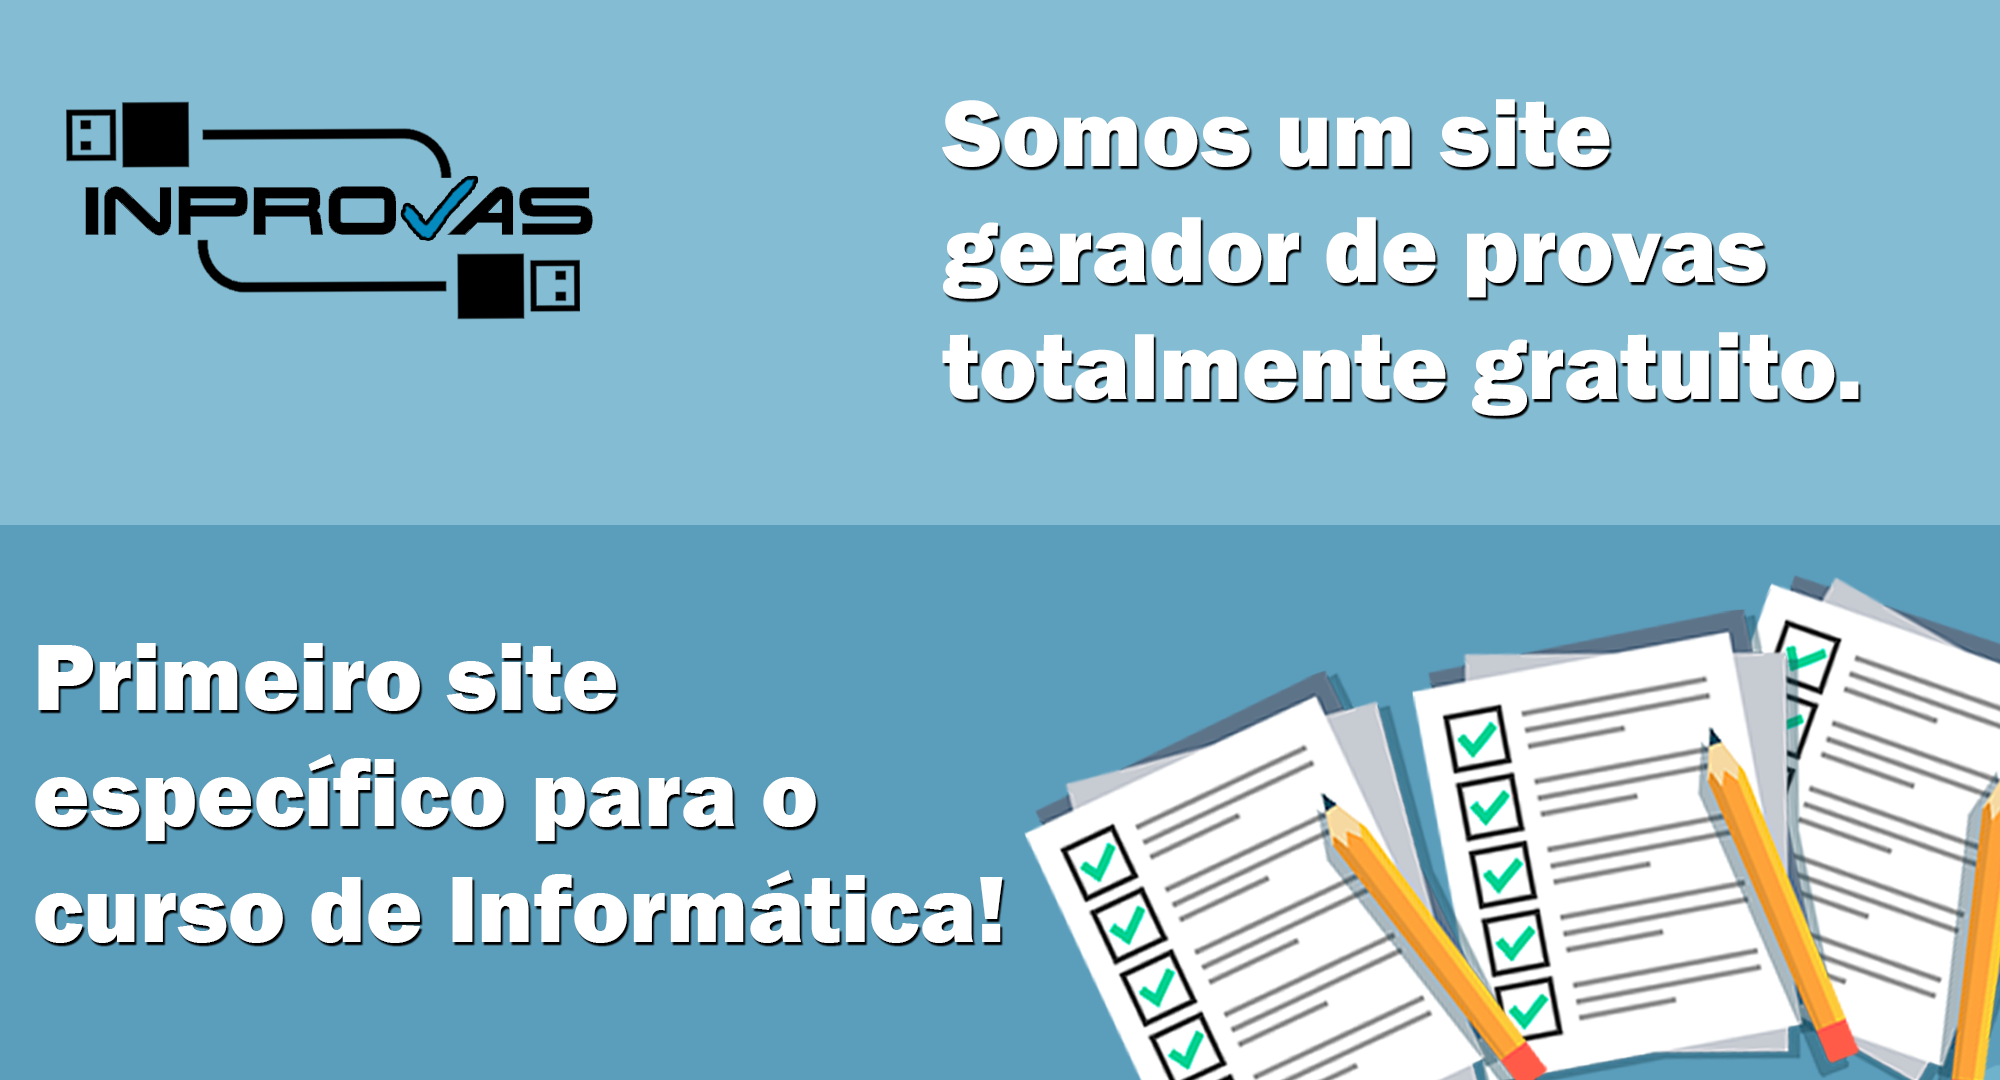 INPROVAS
Somos um site
gerador de provas
totalmente gratuito.
Primeiro site
específico para o
curso de Informática!